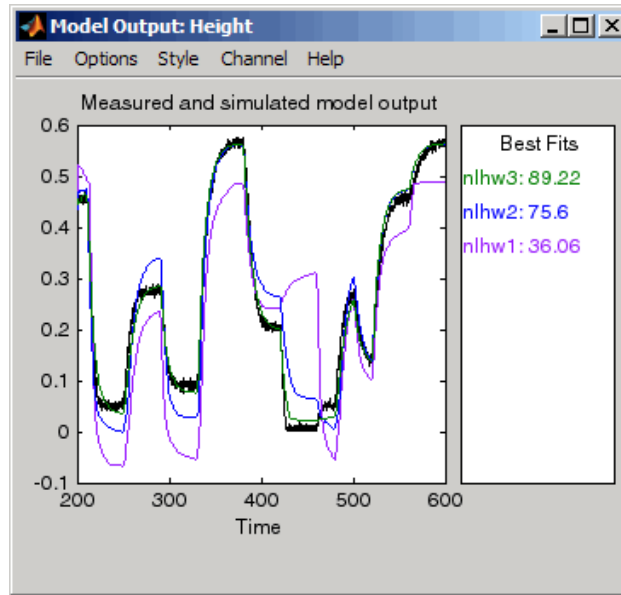 Model Output: Height
File Options Style Channel Help
Measured and simulated model output
0.6
0.5
0.4
0.3
0.2
0.1
0
-0.1
200 300 400 500 600
Time
Best Fits
nlhw3: 89.22
nlhw2: 75.6
nlhw1: 36.06